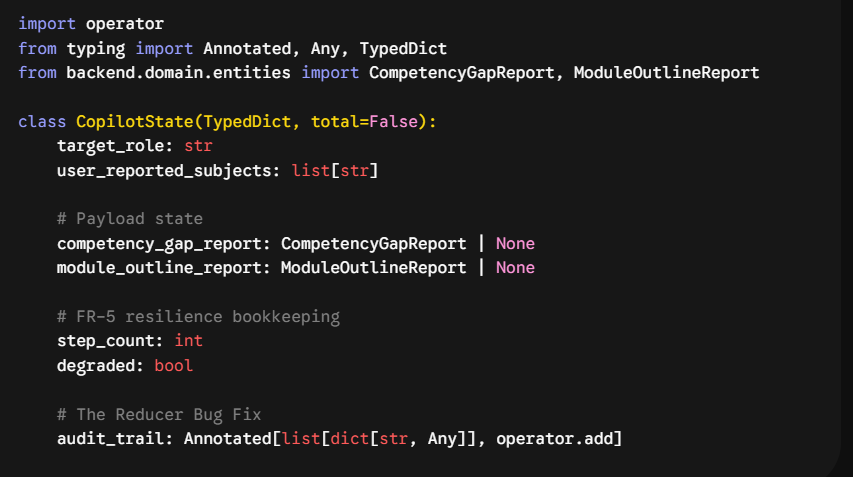 import operator
from typing import Annotated, Any, TypedDict
from backend.domain.entities import CompetencyGapReport, ModuleOutlineReport

class CopilotState(TypedDict, total=False):
    target_role: str
    user_reported_subjects: list[str]

    # Payload state
    competency_gap_report: CompetencyGapReport | None
    module_outline_report: ModuleOutlineReport | None

    # FR-5 resilience bookkeeping
    step_count: int
    degraded: bool

    # The Reducer Bug Fix
    audit_trail: Annotated[list[dict[str, Any]], operator.add]